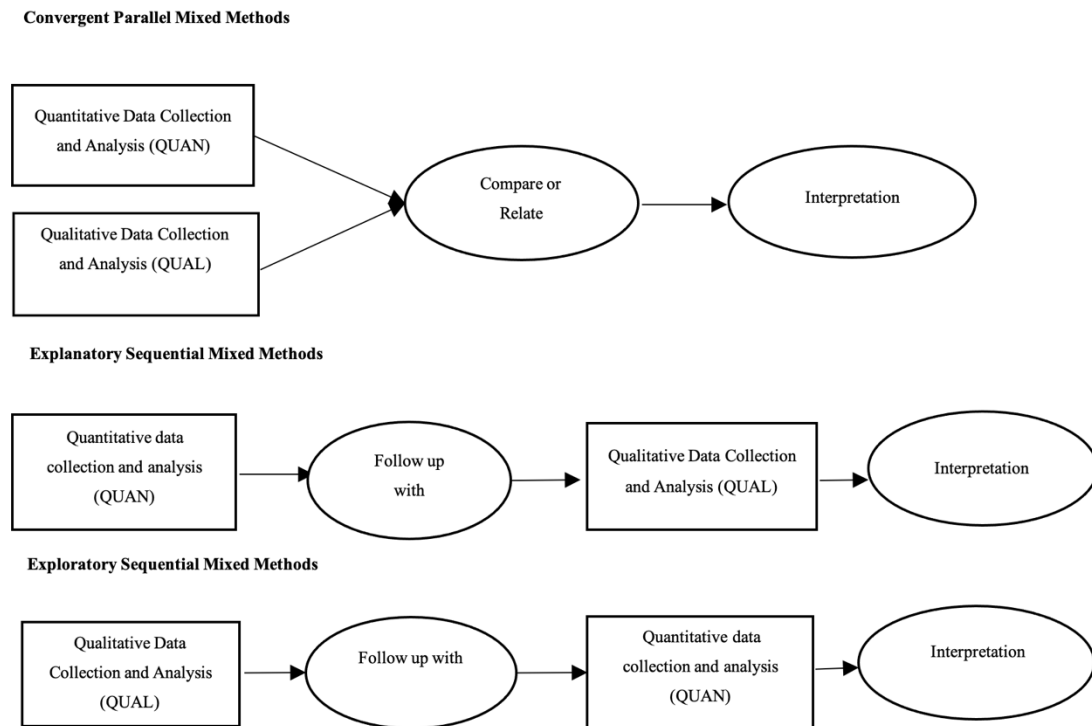 Convergent Parallel Mixed Methods
Quantitative Data Collection
and Analysis (QUAN)
Qualitative Data Collection
and Analysis (QUAL)
Compare or
Relate
Interpretation
Explanatory Sequential Mixed Methods
Quantitative data
collection and analysis
(QUAN)
Follow up
with
Qualitative Data Collection
and Analysis (QUAL)
Interpretation
Exploratory Sequential Mixed Methods
Qualitative Data
Collection and Analysis
(QUAL)
Follow up with
Quantitative data
collection and analysis
(QUAN)
Interpretation